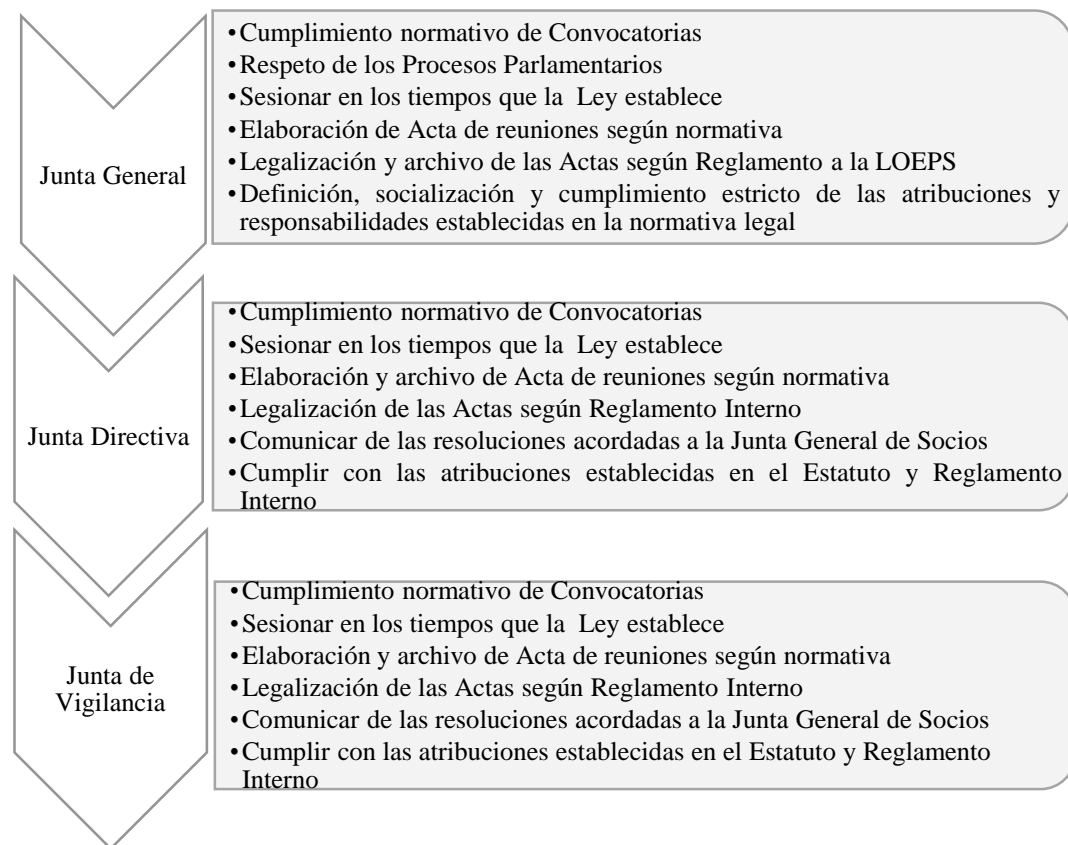 Junta General
•Cumplimiento normativo de Convocatorias
•Respeto de los Procesos Parlamentarios
•Sesionar en los tiempos que la Ley establece
•Elaboración de Acta de reuniones según normativa
•Legalización y archivo de las Actas según Reglamento a la LOEPS
•Definición, socialización y cumplimiento estricto de las atribuciones y
responsabilidades establecidas en la normativa legal
Junta Directiva
•Cumplimiento normativo de Convocatorias
•Sesionar en los tiempos que la Ley establece
•Elaboración y archivo de Acta de reuniones según normativa
•Legalización de las Actas según Reglamento Interno
•Comunicar de las resoluciones acordadas a la Junta General de Socios
•Cumplir con las atribuciones establecidas en el Estatuto y Reglamento
Interno
Junta de
Vigilancia
•Cumplimiento normativo de Convocatorias
•Sesionar en los tiempos que la Ley establece
•Elaboración y archivo de Acta de reuniones según normativa
•Legalización de las Actas según Reglamento Interno
•Comunicar de las resoluciones acordadas a la Junta General de Socios
•Cumplir con las atribuciones establecidas en el Estatuto y Reglamento
Interno